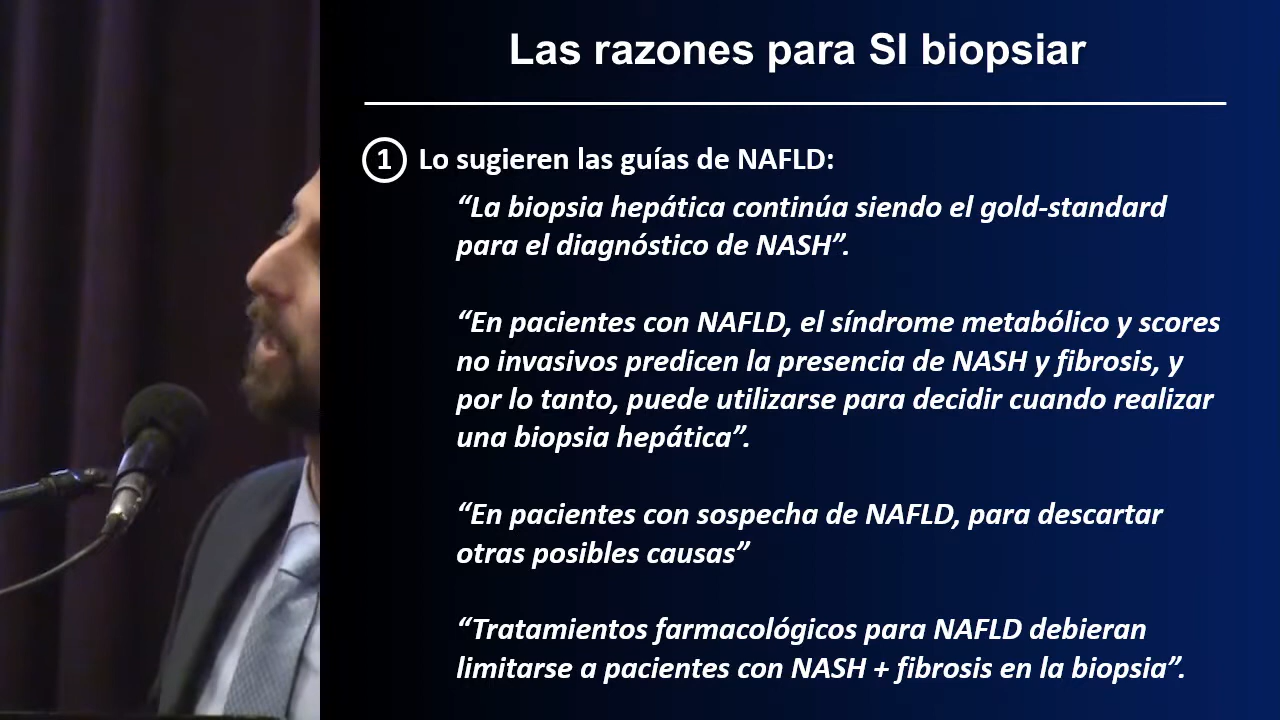 Las razones para SI biopsiar
1 Lo sugieren las guías de NAFLD:
“La biopsia hepática continúa siendo el gold-standard
para el diagnóstico de NASH”.
“En pacientes con NAFLD, el síndrome metabólico y scores
no invasivos predicen la presencia de NASH y fibrosis, y
por lo tanto, puede utilizarse para decidir cuando realizar
una biopsia hepática”.
“En pacientes con sospecha de NAFLD, para descartar
otras posibles causas”
“Tratamientos farmacológicos para NAFLD debieran
limitarse a pacientes con NASH + fibrosis en la biopsia”.